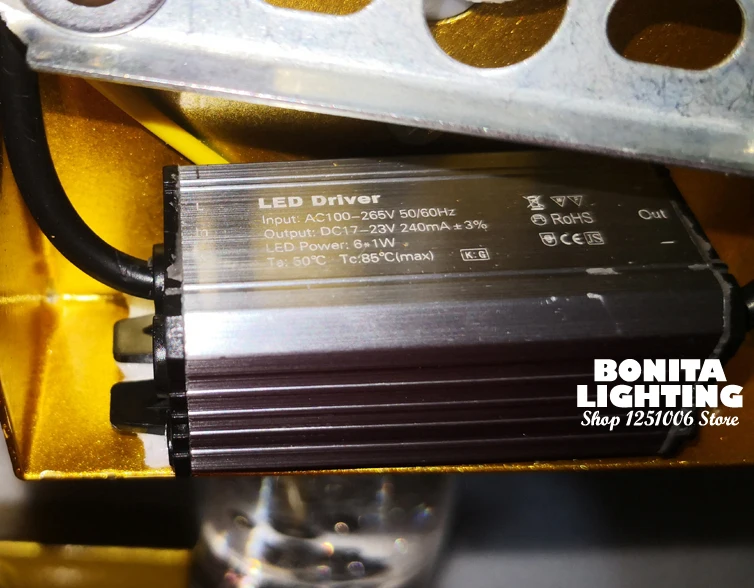 LED Driver
Input: AC100-265V 50/60Hz
Output: DC17-23V 240mA ±3%
LED Power: 6*1W
Ta: 50℃ Tc:85℃(max)
K G
RoHS
CE
Out
-
BONITA
LIGHTING
Shop 1251006 Store